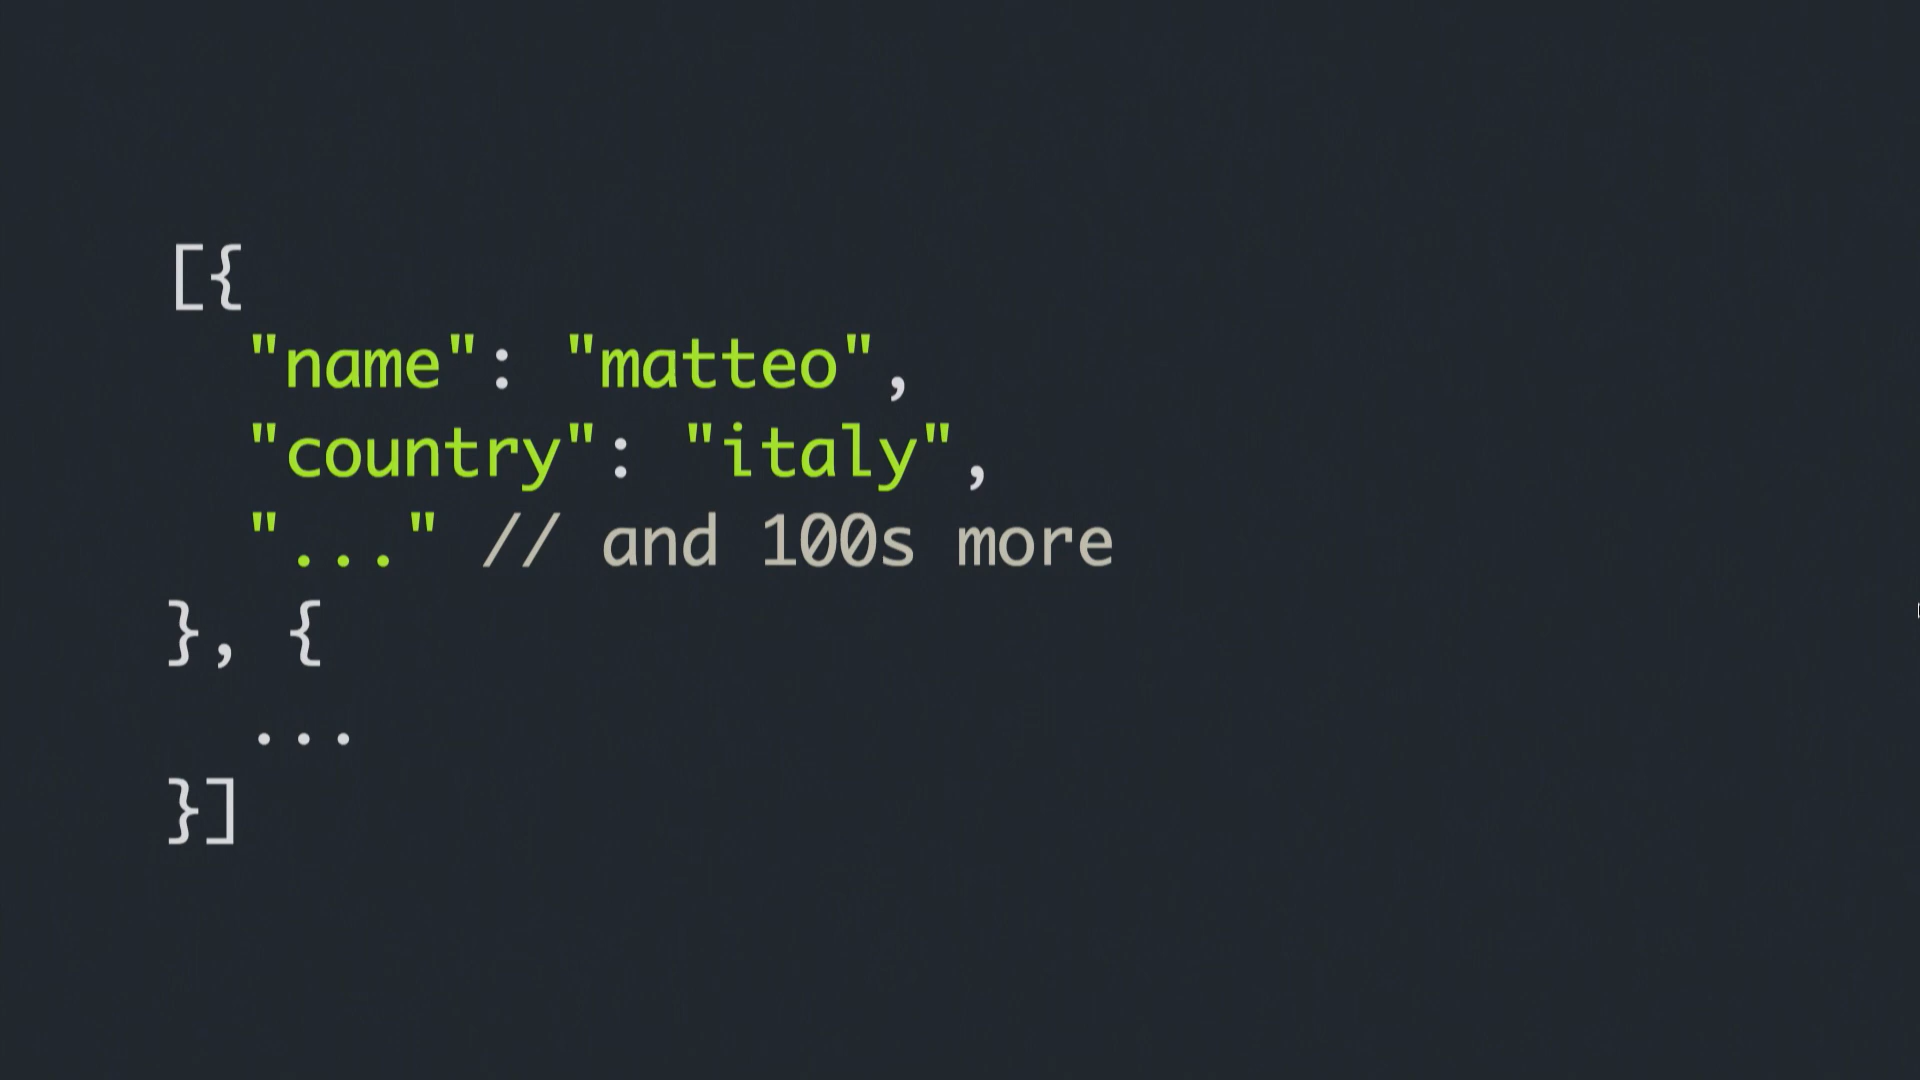 [{
  "name": "matteo",
  "country": "italy",
  "..." // and 100s more
}, {
  ...
}]